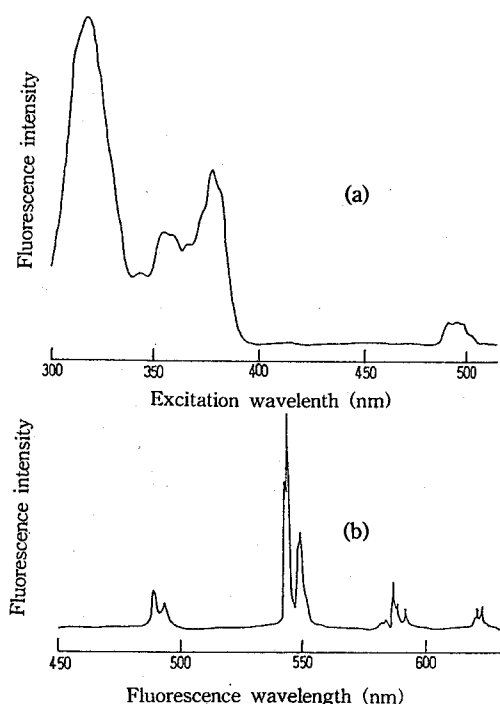 Fluorescence intensity
(a)
300 350 400 450 500
Excitation wavelenth (nm)
Fluorescence intensity
(b)
450 500 550 600
Fluorescence wavelength (nm)